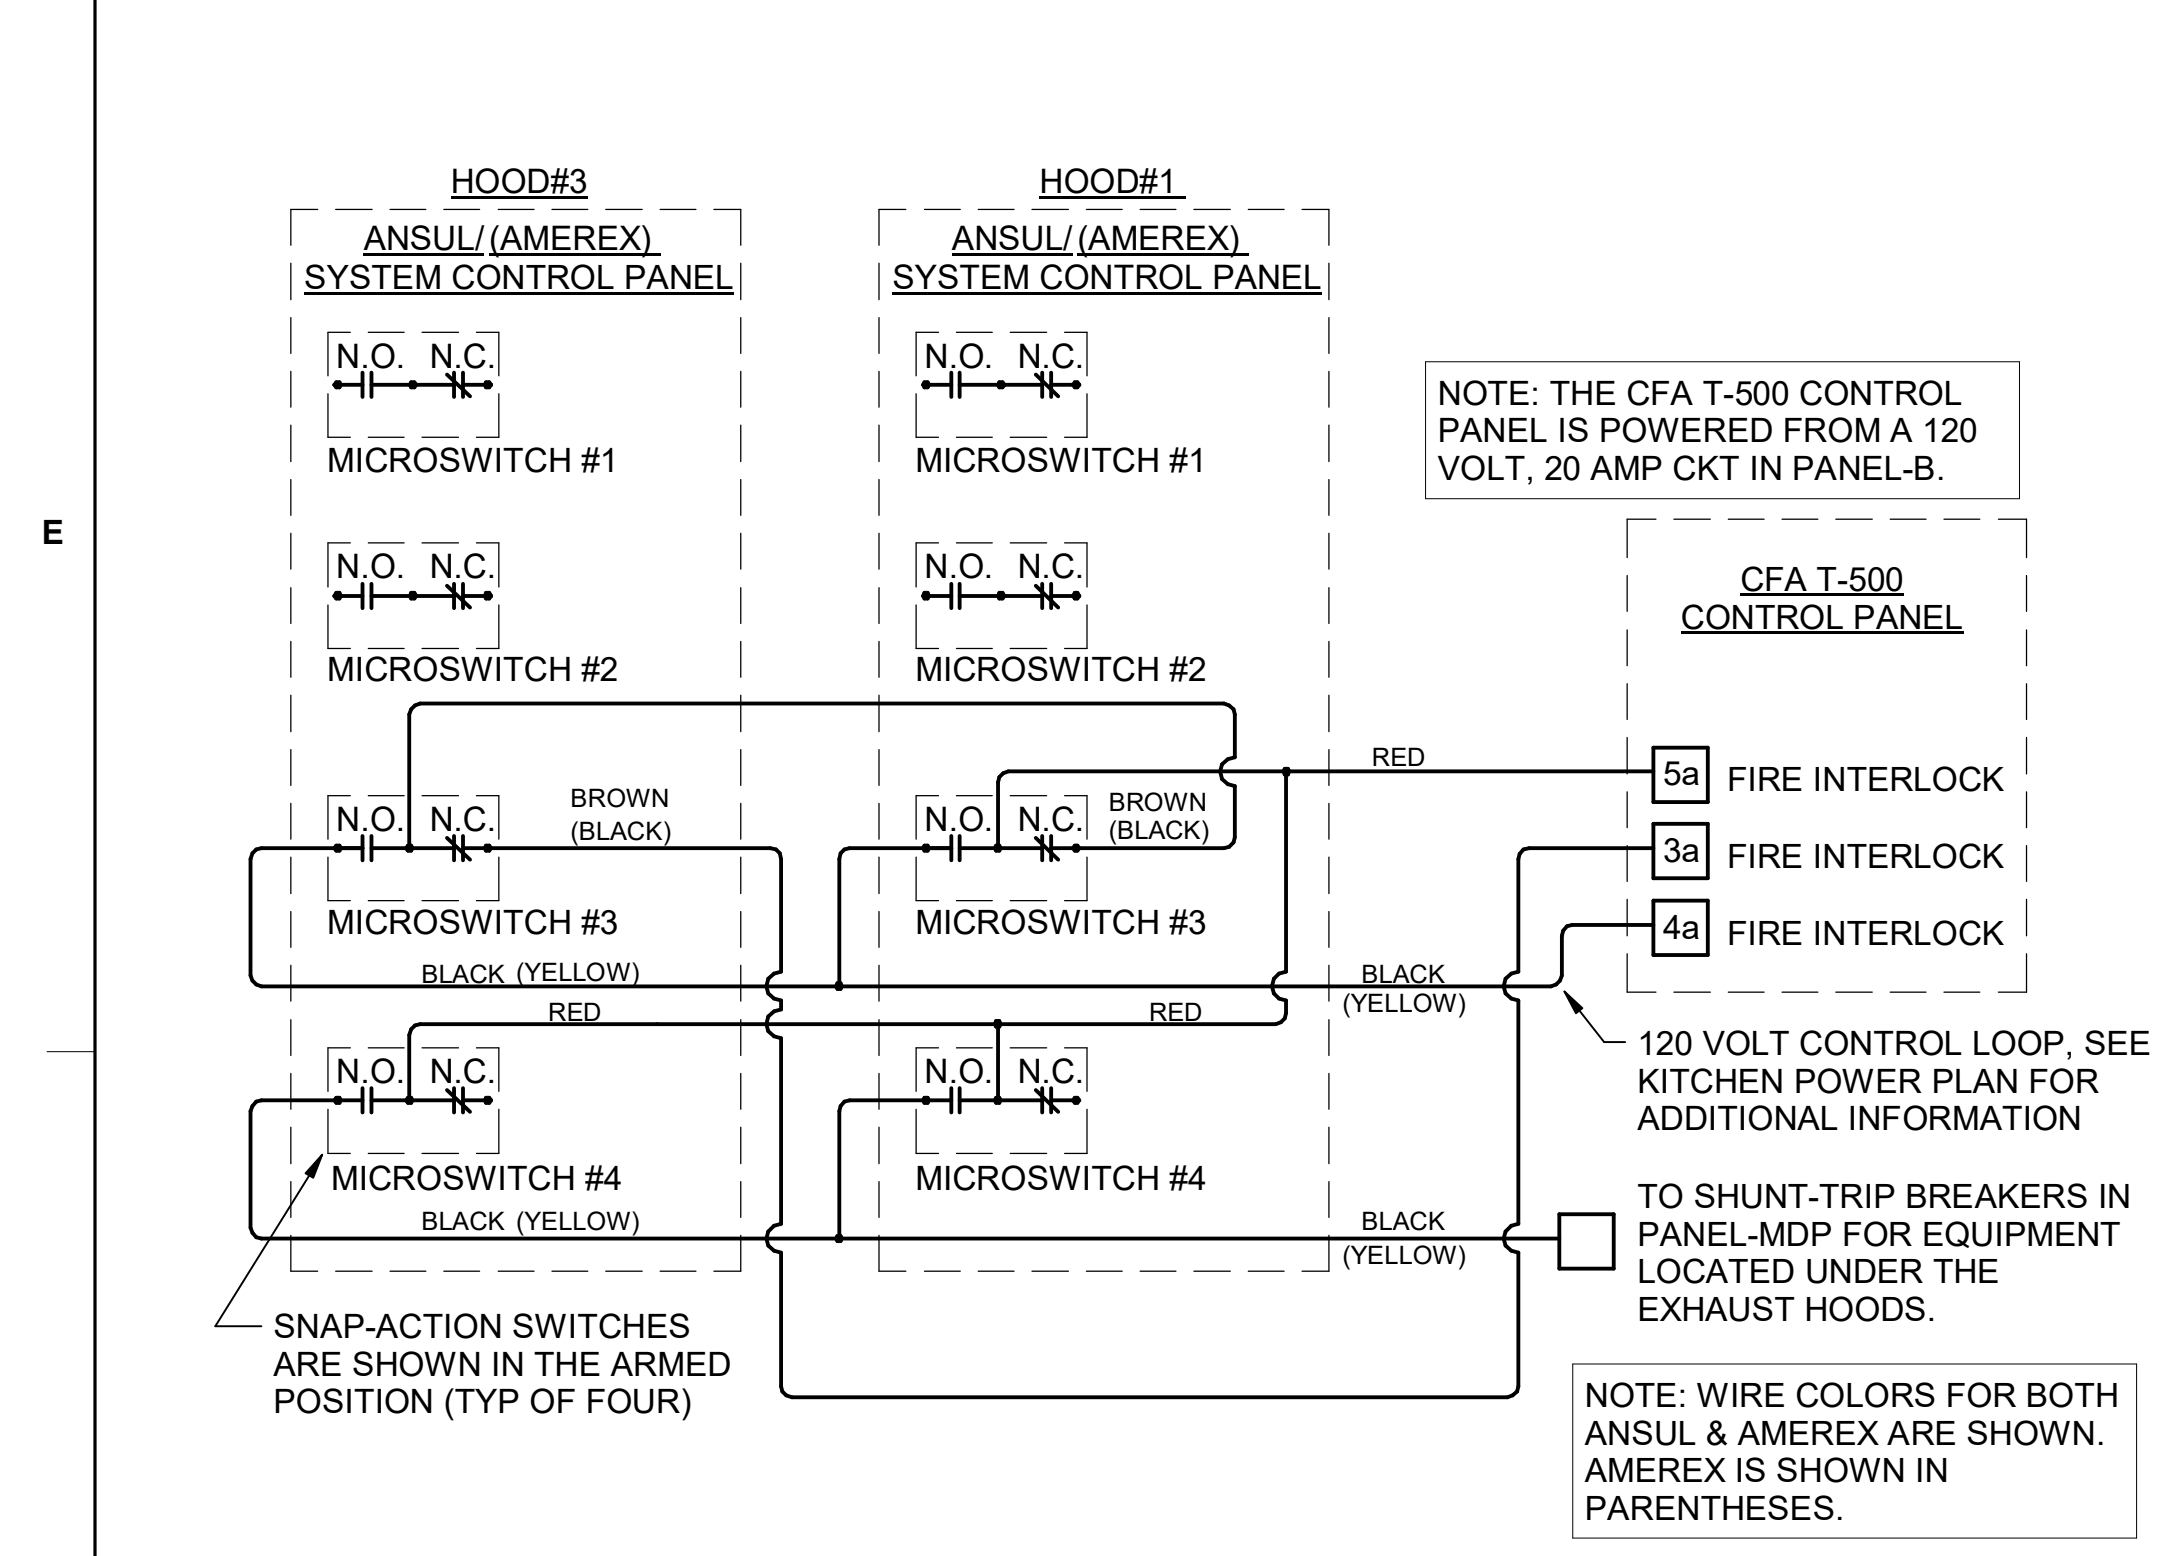 HOOD#3
ANSUL/(AMEREX)
SYSTEM CONTROL PANEL
N.O. N.C.
MICROSWITCH #1
N.O. N.C.
MICROSWITCH #2
N.O. N.C.
BROWN
(BLACK)
MICROSWITCH #3
BLACK (YELLOW)
RED
N.O. N.C.
MICROSWITCH #4
BLACK (YELLOW)
SNAP-ACTION SWITCHES
ARE SHOWN IN THE ARMED
POSITION (TYP OF FOUR)
HOOD#1
ANSUL/(AMEREX)
SYSTEM CONTROL PANEL
N.O. N.C.
MICROSWITCH #1
N.O. N.C.
MICROSWITCH #2
N.O. N.C.
BROWN
(BLACK)
MICROSWITCH #3
RED
N.O. N.C.
MICROSWITCH #4
RED
BLACK
(YELLOW)
BLACK
(YELLOW)
NOTE: THE CFA T-500 CONTROL
PANEL IS POWERED FROM A 120
VOLT, 20 AMP CKT IN PANEL-B.
CFA T-500
CONTROL PANEL
5a FIRE INTERLOCK
3a FIRE INTERLOCK
4a FIRE INTERLOCK
120 VOLT CONTROL LOOP, SEE
KITCHEN POWER PLAN FOR
ADDITIONAL INFORMATION
TO SHUNT-TRIP BREAKERS IN
PANEL-MDP FOR EQUIPMENT
LOCATED UNDER THE
EXHAUST HOODS.
NOTE: WIRE COLORS FOR BOTH
ANSUL & AMEREX ARE SHOWN.
AMEREX IS SHOWN IN
PARENTHESES.
E